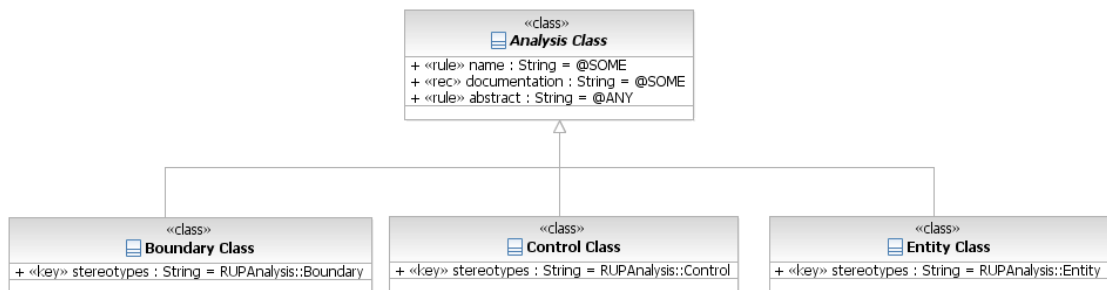 «class»
Analysis Class
+ «rule» name : String = @SOME
+ «rec» documentation : String = @SOME
+ «rule» abstract : String = @ANY
«class»
Boundary Class
+ «key» stereotypes : String = RUPAnalysis::Boundary
«class»
Control Class
+ «key» stereotypes : String = RUPAnalysis::Control
«class»
Entity Class
+ «key» stereotypes : String = RUPAnalysis::Entity